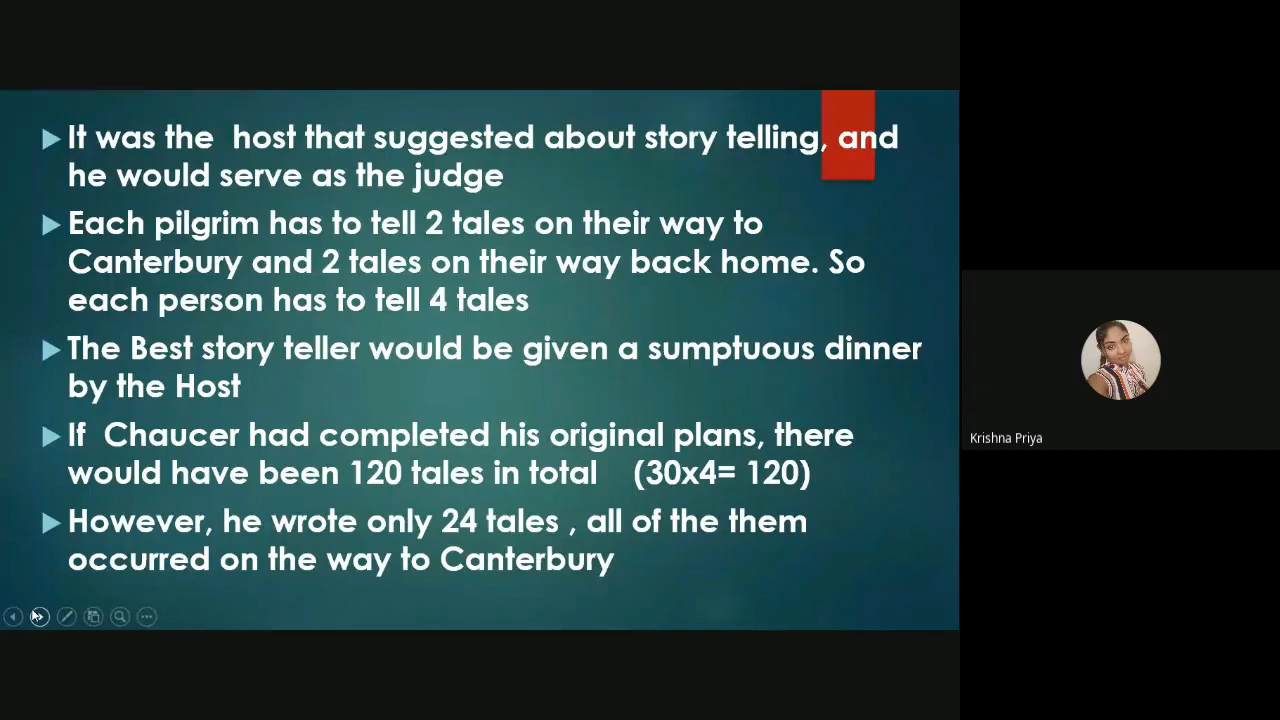 It was the  host that suggested about story telling, and
he would serve as the judge
Each pilgrim has to tell 2 tales on their way to
Canterbury and 2 tales on their way back home. So
each person has to tell 4 tales
The Best story teller would be given a sumptuous dinner
by the Host
If  Chaucer had completed his original plans, there
would have been 120 tales in total    (30x4= 120)
However, he wrote only 24 tales , all of the them
occurred on the way to Canterbury
Krishna Priya